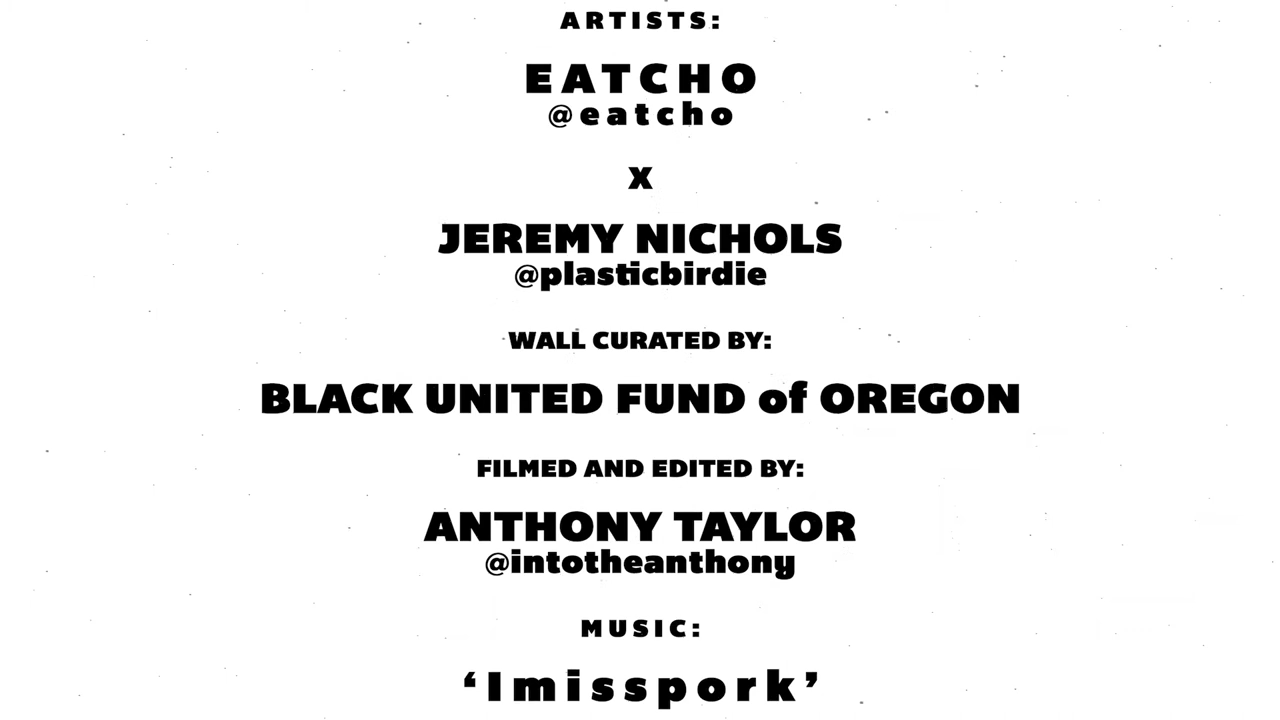 ARTISTS:
EATCHO
@eatcho
X
JEREMY NICHOLS
@plasticbirdie
WALL CURATED BY:
BLACK UNITED FUND of OREGON
FILMED AND EDITED BY:
ANTHONY TAYLOR
@intotheanthony
MUSIC:
‘Imisspork’